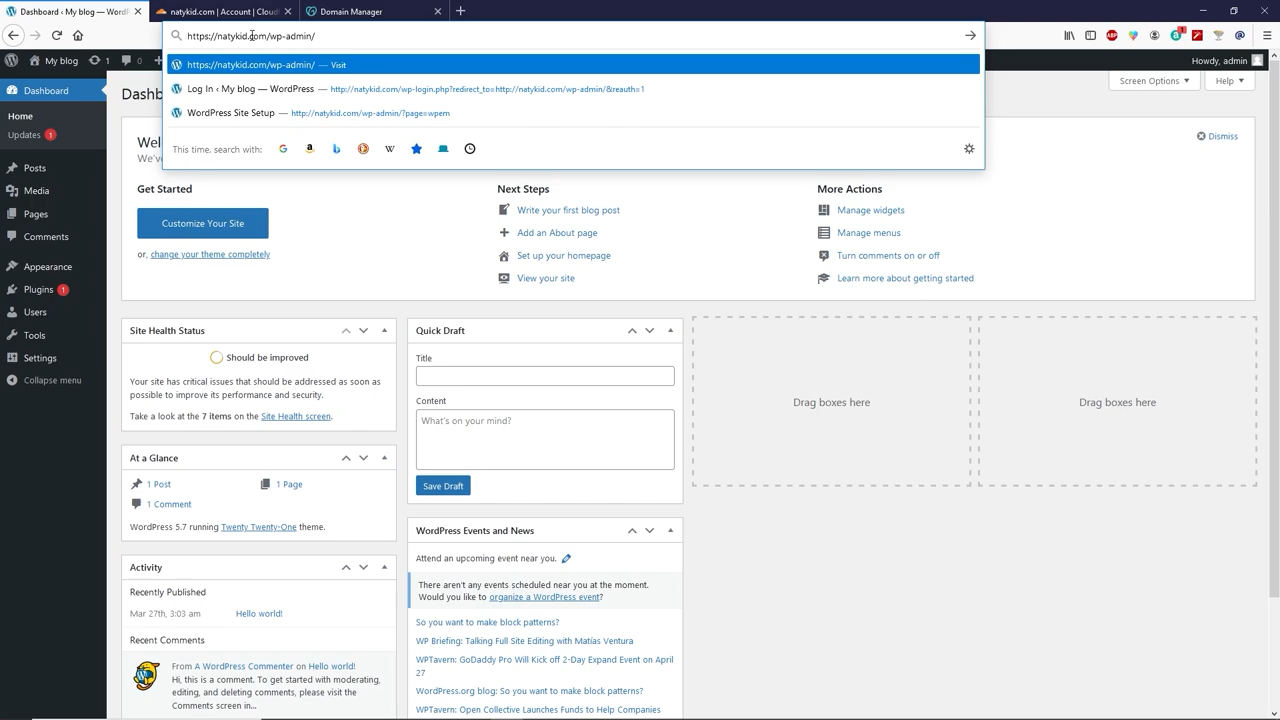 Dashboard ‹ My blog — WordP
natykid.com | Account | Cloudf
Domain Manager
https://natykid.com/wp-admin/
https://natykid.com/wp-admin/ — Visit
Log In ‹ My blog — WordPress — http://natykid.com/wp-login.php?redirect_to=http://natykid.com/wp-admin/&reauth=1
WordPress Site Setup — http://natykid.com/wp-admin/?page=wpem
This time, search with:
My blog
1
0
Howdy, admin
Screen Options
Help
Dashboard
Home
Updates 1
Posts
Media
Pages
Comments
Appearance
Plugins 1
Users
Tools
Settings
Collapse menu
Dashb
Wel
We've
Dismiss
Get Started
Customize Your Site
or, change your theme completely
Next Steps
Write your first blog post
Add an About page
Set up your homepage
View your site
More Actions
Manage widgets
Manage menus
Turn comments on or off
Learn more about getting started
Site Health Status
Should be improved
Your site has critical issues that should be addressed as soon as
possible to improve its performance and security.
Take a look at the 7 items on the Site Health screen.
At a Glance
1 Post
1 Page
1 Comment
WordPress 5.7 running Twenty Twenty-One theme.
Activity
Recently Published
Mar 27th, 3:03 am
Hello world!
Recent Comments
From A WordPress Commenter on Hello world!
Hi, this is a comment. To get started with moderating,
editing, and deleting comments, please visit the
Comments screen in...
Quick Draft
Title
Content
What's on your mind?
Save Draft
WordPress Events and News
Attend an upcoming event near you.
There aren't any events scheduled near you at the moment.
Would you like to organize a WordPress event?
So you want to make block patterns?
WP Briefing: Talking Full Site Editing with Matías Ventura
WPTavern: GoDaddy Pro Will Kick off 2-Day Expand Event on April
27
WordPress.org blog: So you want to make block patterns?
WPTavern: Open Collective Launches Funds to Help Companies
Drag boxes here
Drag boxes here